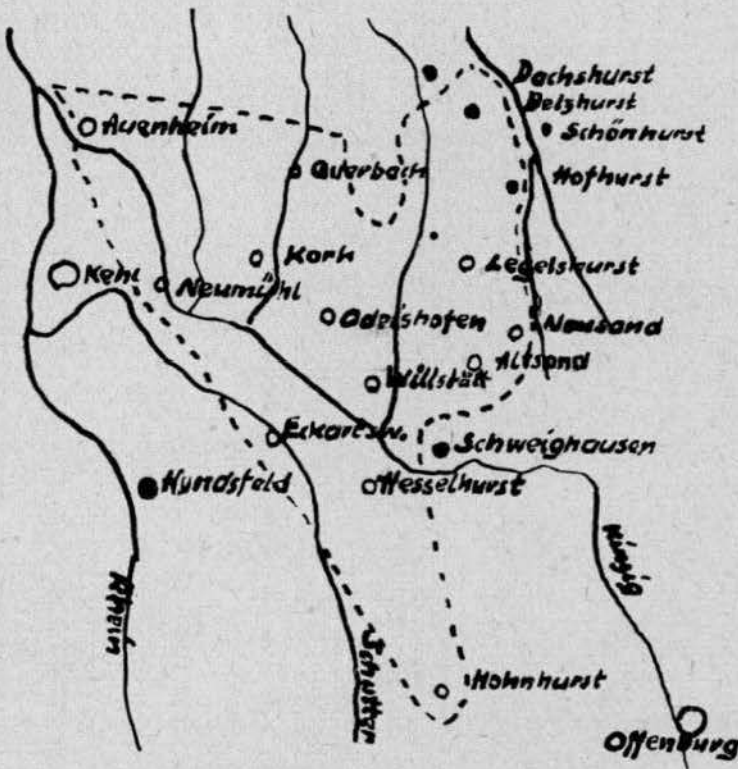 Dachshurst
Belzhurst
Auenheim
Schönhurst
Querbach
Hofhurst
Kork
Legelshurst
Kehl
Neumühl
Odelshofen
Neusand
Altsand
Willstätt
Eckartsw.
Schweighausen
Hundsfeld
Hesselhurst
Kinzig
Rhein
Schutter
Hohnhurst
Offenburg